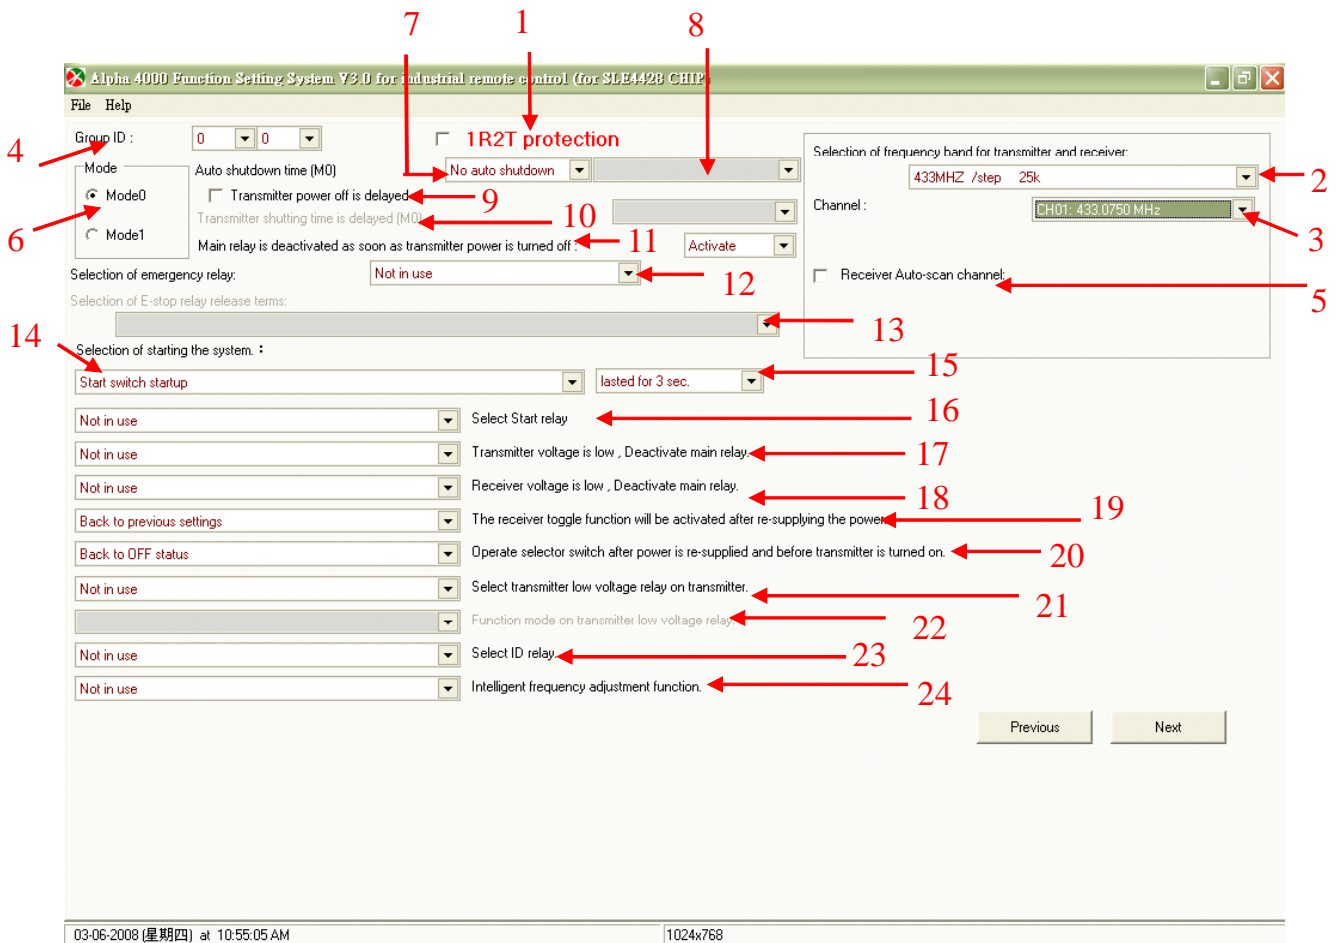 7 1 8
Alpha 4000 Function Setting System V3.0 for industrial remote control (for SLE4428 CHIP)
File Help
Group ID : 0 0
1R2T protection
4
Mode
Mode0
Mode1
6
Auto shutdown time (M0) No auto shutdown
Transmitter power off is delayed 9
Transmitter shutting time is delayed (M0) 10
Main relay is deactivated as soon as transmitter power is turned off : 11 Activate
Selection of frequency band for transmitter and receiver:
433MHZ /step 25k 2
Channel : CH01: 433.0750 MHz 3
Receiver Auto-scan channel: 5
Selection of emergency relay: Not in use 12
Selection of E-stop relay release terms:
13
14
Selection of starting the system. :
Start switch startup lasted for 3 sec. 15
Not in use Select Start relay 16
Not in use Transmitter voltage is low , Deactivate main relay. 17
Not in use Receiver voltage is low , Deactivate main relay. 18
Back to previous settings The receiver toggle function will be activated after re-supplying the power. 19
Back to OFF status Operate selector switch after power is re-supplied and before transmitter is turned on. 20
Not in use Select transmitter low voltage relay on transmitter. 21
Function mode on transmitter low voltage relay. 22
Not in use Select ID relay. 23
Not in use Intelligent frequency adjustment function. 24
Previous Next
03-06-2008 (星期四) at 10:55:05 AM 1024x768